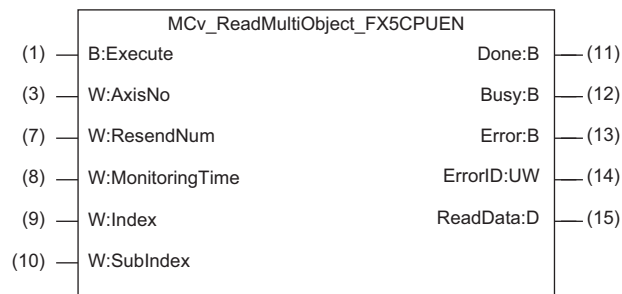 MCv_ReadMultiObject_FX5CPUEN
(1) B:Execute Done:B (11)
(3) W:AxisNo Busy:B (12)
(7) W:ResendNum Error:B (13)
(8) W:MonitoringTime ErrorID:UW (14)
(9) W:Index ReadData:D (15)
(10) W:SubIndex